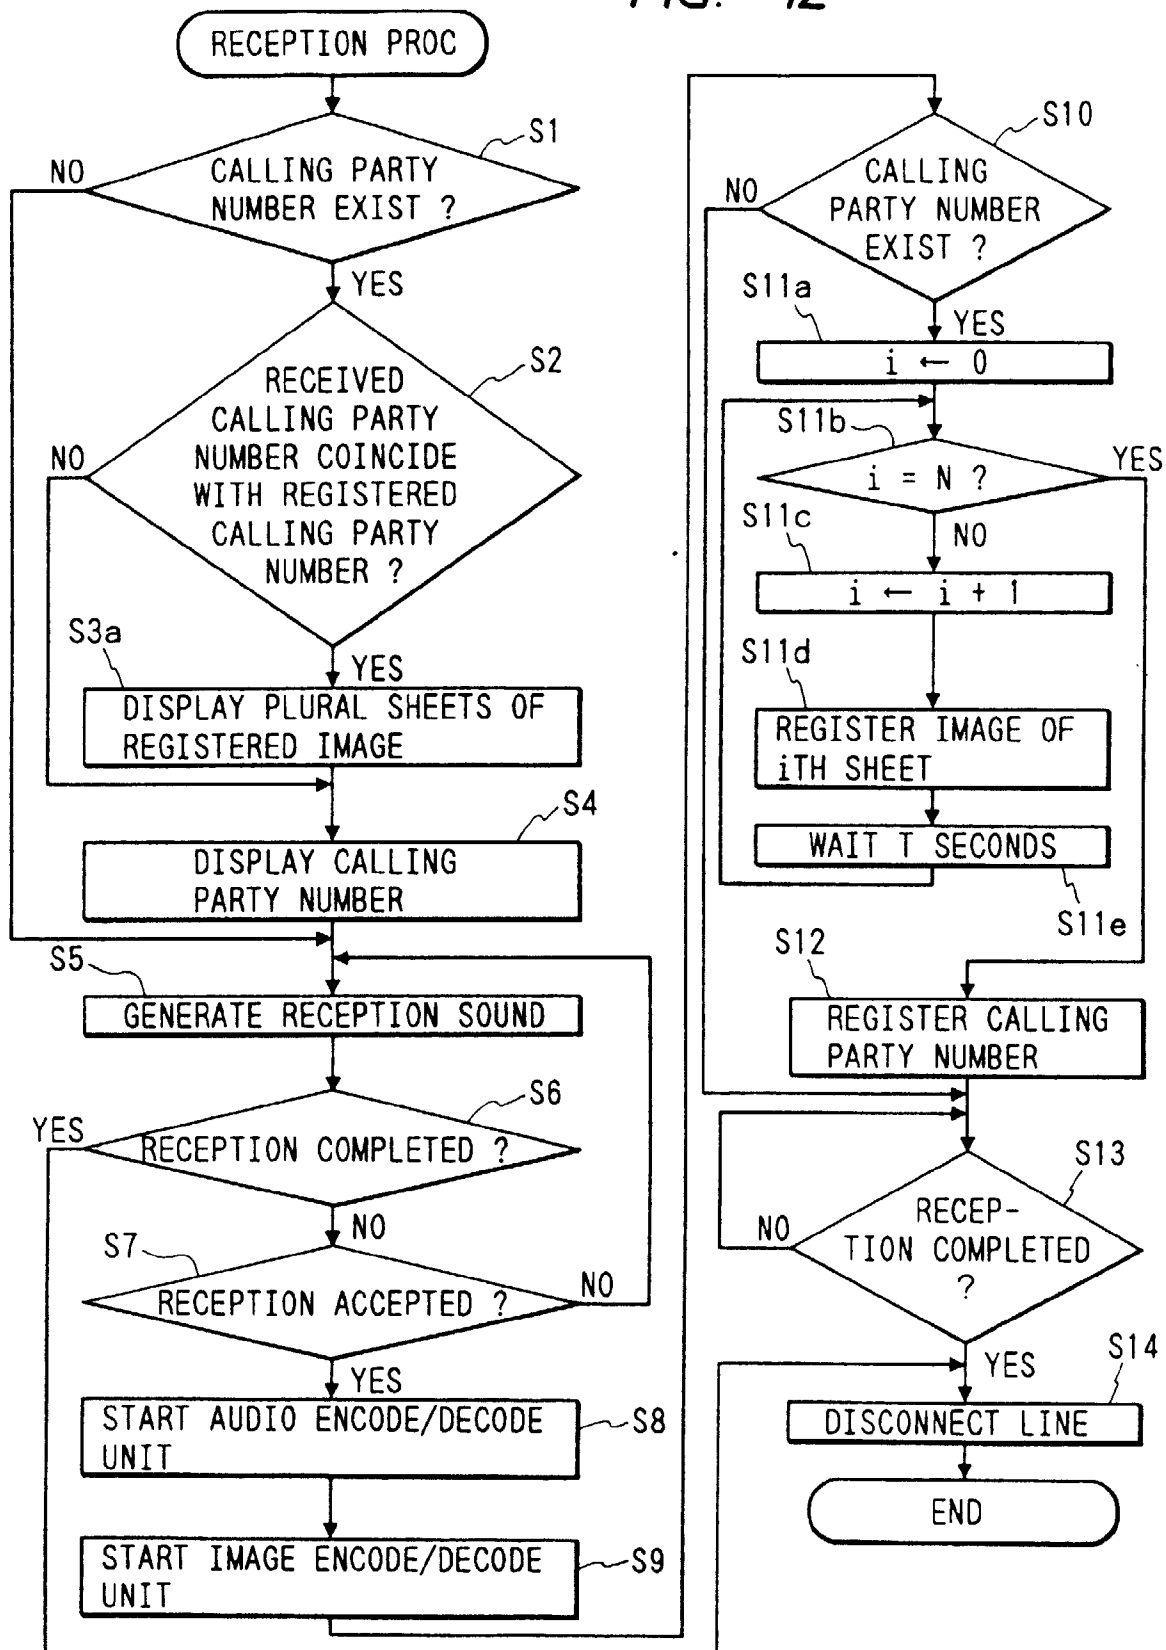 FIG. 12
RECEPTION PROC
S1
NO
CALLING PARTY
NUMBER EXIST ?
YES
S2
RECEIVED
CALLING PARTY
NUMBER COINCIDE
WITH REGISTERED
CALLING PARTY
NUMBER ?
NO
S3a
YES
DISPLAY PLURAL SHEETS OF
REGISTERED IMAGE
S4
DISPLAY CALLING
PARTY NUMBER
S5
GENERATE RECEPTION SOUND
S6
YES
RECEPTION COMPLETED ?
NO
S7
RECEPTION ACCEPTED ?
NO
YES
START AUDIO ENCODE/DECODE
UNIT
S8
START IMAGE ENCODE/DECODE
UNIT
S9
S10
CALLING
PARTY NUMBER
EXIST ?
NO
S11a
YES
i ← 0
S11b
i = N ?
YES
S11c
NO
i ← i + 1
S11d
REGISTER IMAGE OF
iTH SHEET
WAIT T SECONDS
S11e
S12
REGISTER CALLING
PARTY NUMBER
S13
RECEP-
TION COMPLETED
?
NO
YES
S14
DISCONNECT LINE
END